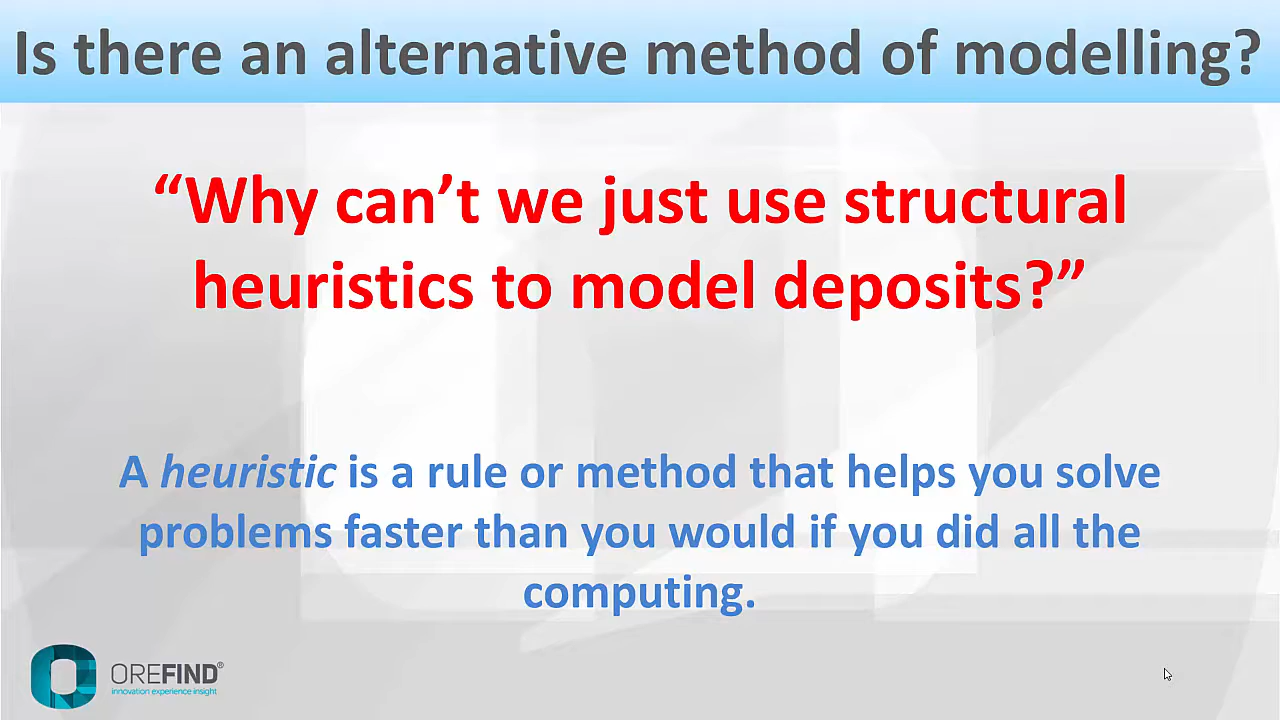 Is there an alternative method of modelling?
“Why can’t we just use structural
heuristics to model deposits?”
A heuristic is a rule or method that helps you solve
problems faster than you would if you did all the
computing.
OREFIND®
innovation experience insight